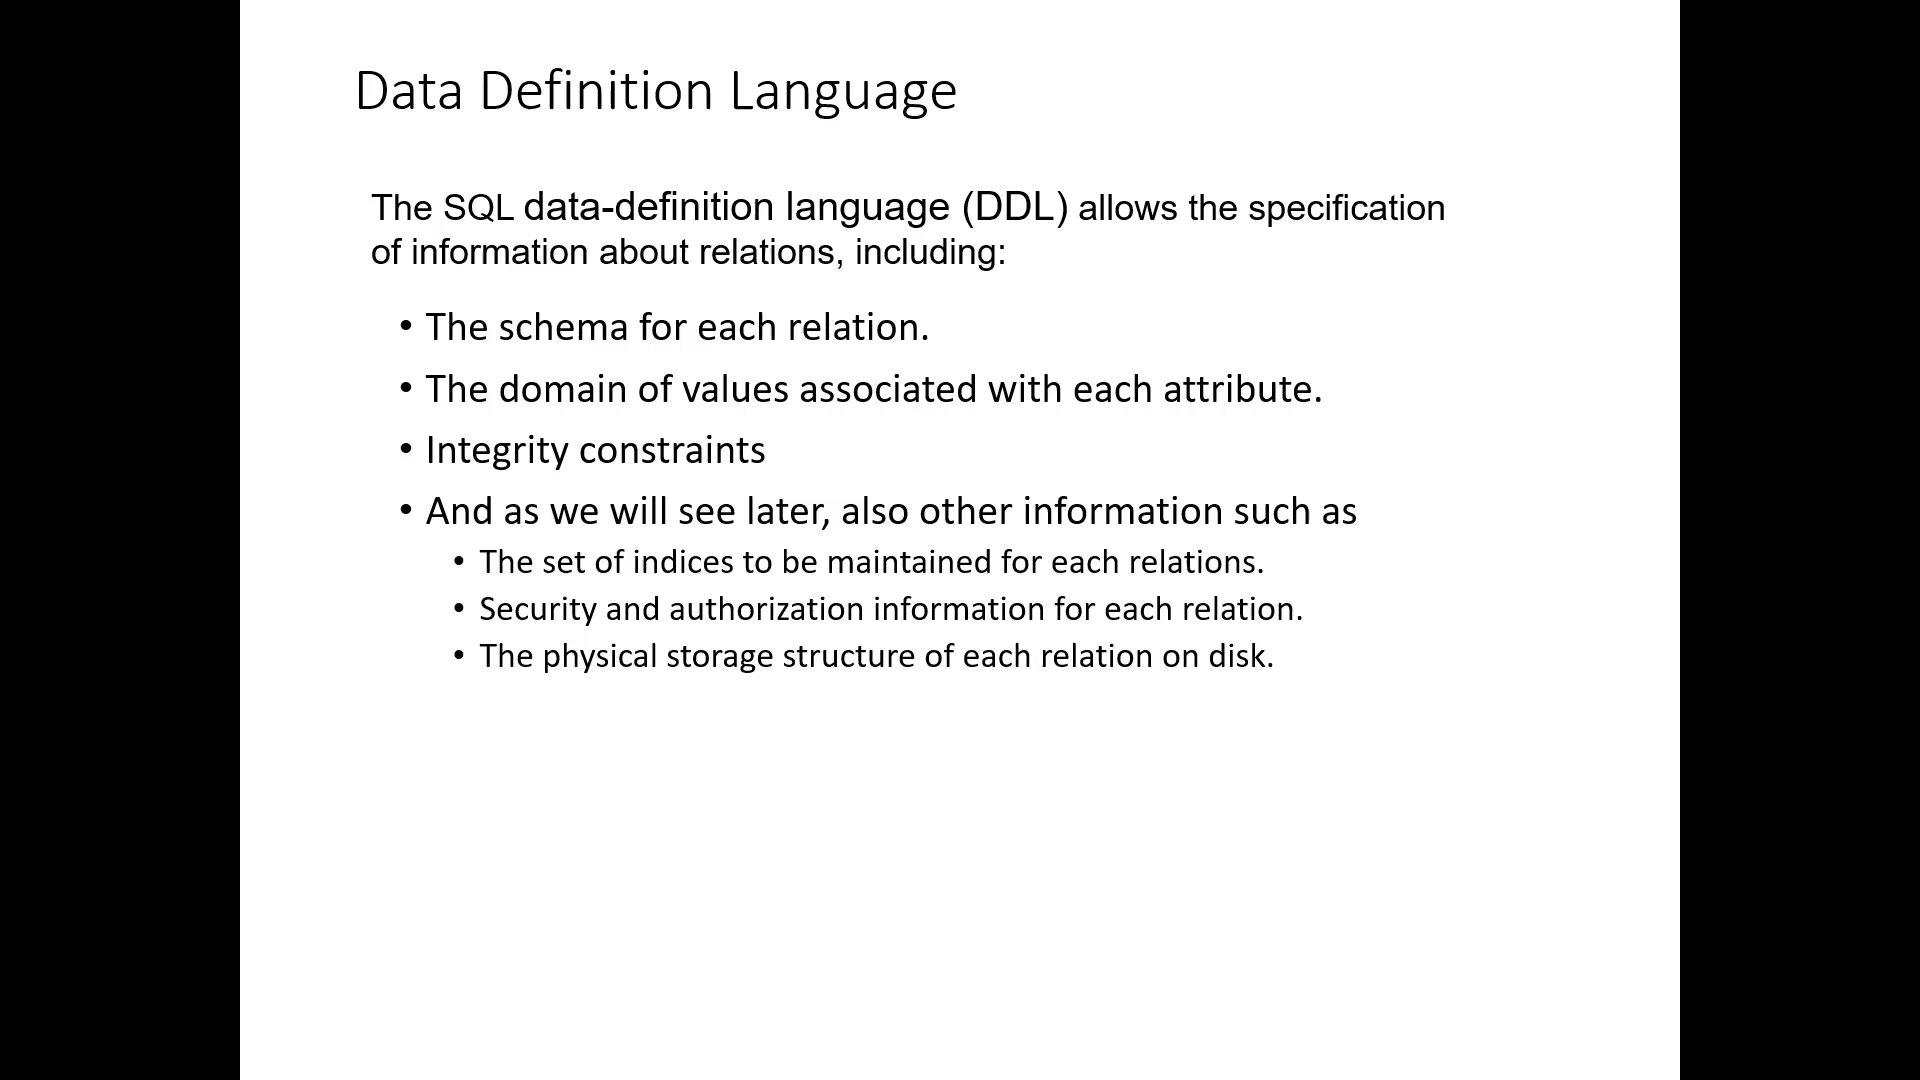 Data Definition Language
The SQL data-definition language (DDL) allows the specification
of information about relations, including:
• The schema for each relation.
• The domain of values associated with each attribute.
• Integrity constraints
• And as we will see later, also other information such as
• The set of indices to be maintained for each relations.
• Security and authorization information for each relation.
• The physical storage structure of each relation on disk.